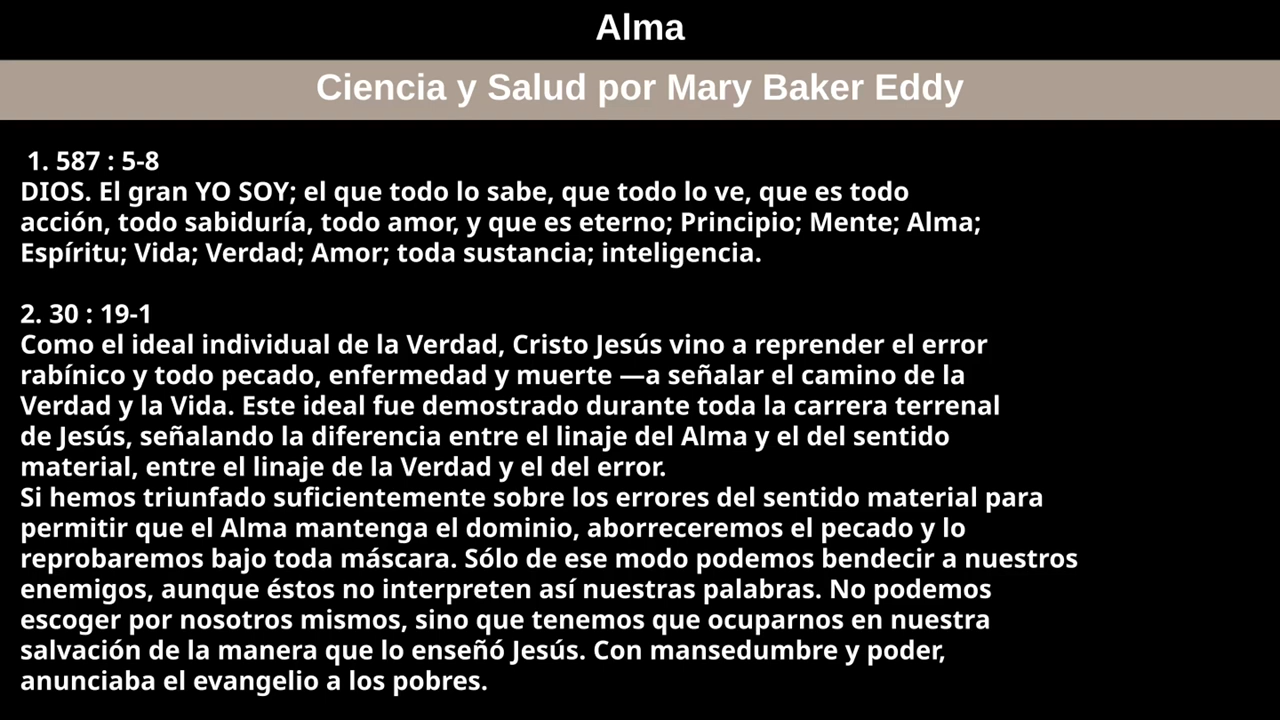 Alma
Ciencia y Salud por Mary Baker Eddy
1. 587 : 5-8
DIOS. El gran YO SOY; el que todo lo sabe, que todo lo ve, que es todo
acción, todo sabiduría, todo amor, y que es eterno; Principio; Mente; Alma;
Espíritu; Vida; Verdad; Amor; toda sustancia; inteligencia.
2. 30 : 19-1
Como el ideal individual de la Verdad, Cristo Jesús vino a reprender el error
rabínico y todo pecado, enfermedad y muerte —a señalar el camino de la
Verdad y la Vida. Este ideal fue demostrado durante toda la carrera terrenal
de Jesús, señalando la diferencia entre el linaje del Alma y el del sentido
material, entre el linaje de la Verdad y el del error.
Si hemos triunfado suficientemente sobre los errores del sentido material para
permitir que el Alma mantenga el dominio, aborreceremos el pecado y lo
reprobaremos bajo toda máscara. Sólo de ese modo podemos bendecir a nuestros
enemigos, aunque éstos no interpreten así nuestras palabras. No podemos
escoger por nosotros mismos, sino que tenemos que ocuparnos en nuestra
salvación de la manera que lo enseñó Jesús. Con mansedumbre y poder,
anunciaba el evangelio a los pobres.